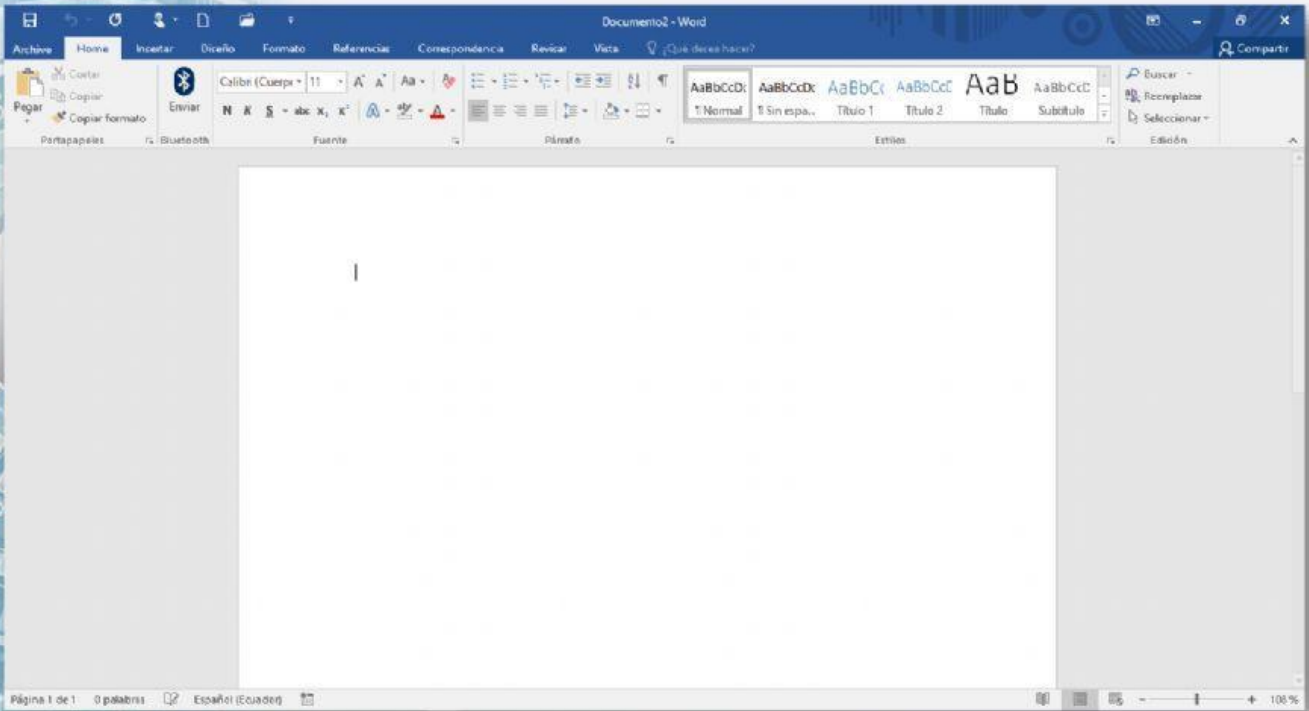 Documento2 - Word
Archivo Home Insertar Diseño Formato Referencias Correspondencia Revisar Vista ¿Qué desea hacer? Compartir
Pegar
Cortar
Copiar
Copiar formato
Portapapeles
Enviar
Bluetooth
Calibri (Cuerpo 11 A A Aa
N K S abc x, x² A A
Fuente
Párrafo
AaBbCcDc AaBbCcDc AaBbCc AaBbCcC AaB AaBbCcC
¶ Normal ¶ Sin espa... Título 1 Título 2 Título Subtítulo
Estilos
Buscar
Reemplazar
Seleccionar
Edición
Página 1 de 1 0 palabras Español (Ecuador) 106%